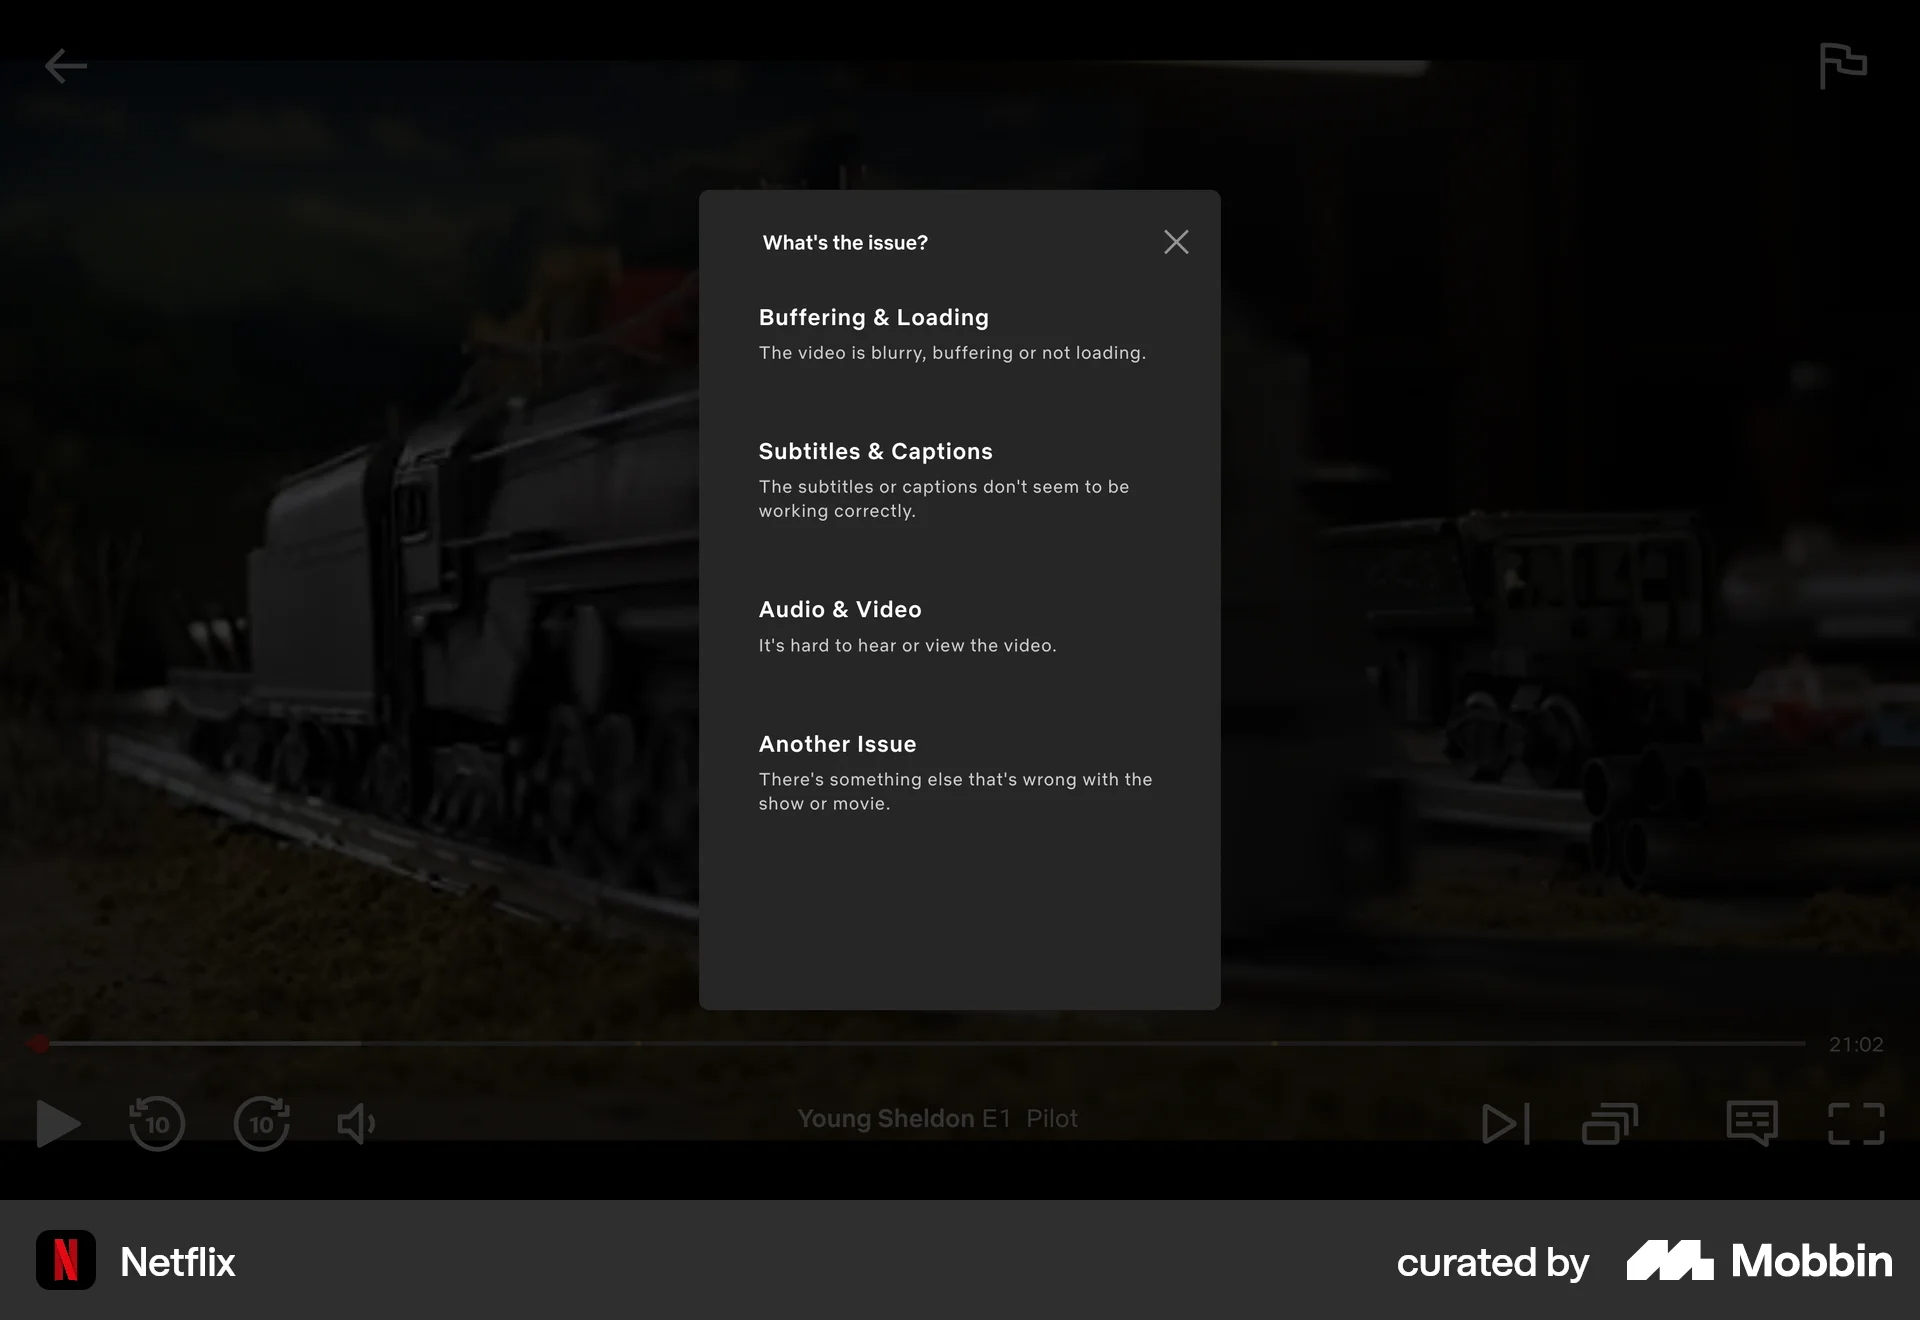 What's the issue?
Buffering & Loading
The video is blurry, buffering or not loading.
Subtitles & Captions
The subtitles or captions don't seem to be
working correctly.
Audio & Video
It's hard to hear or view the video.
Another Issue
There's something else that's wrong with the
show or movie.
21:02
10
10
Young Sheldon E1 Pilot
N
Netflix
curated by
Mobbin